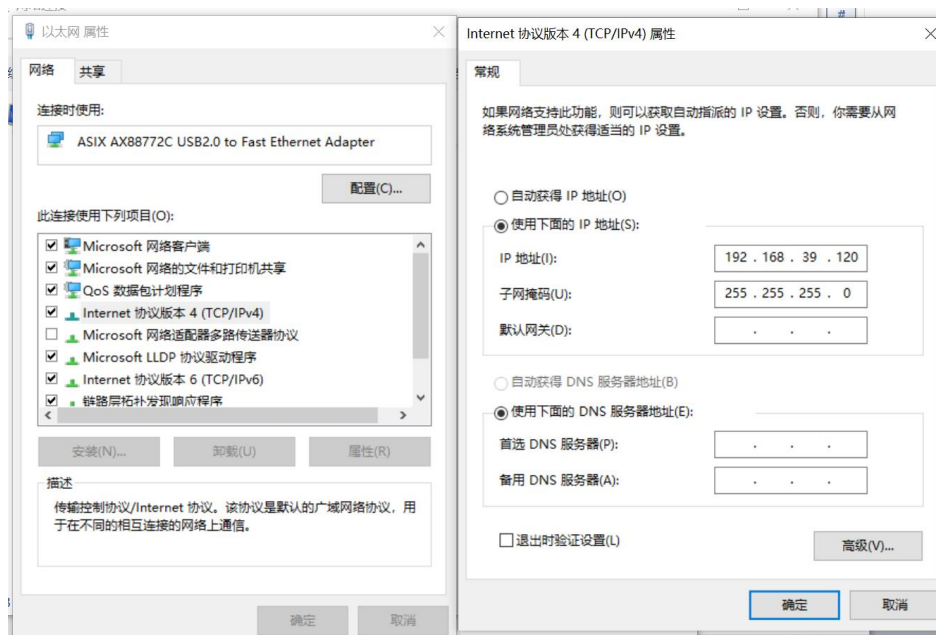 以太网 属性
网络
共享
连接时使用:
ASIX AX88772C USB2.0 to Fast Ethernet Adapter
配置(C)...
此连接使用下列项目(O):
Microsoft 网络客户端
Microsoft 网络的文件和打印机共享
QoS 数据包计划程序
Internet 协议版本 4 (TCP/IPv4)
Microsoft 网络适配器多路传送器协议
Microsoft LLDP 协议驱动程序
Internet 协议版本 6 (TCP/IPv6)
链路层拓扑发现响应程序
安装(N)...
卸载(U)
属性(R)
描述
传输控制协议/Internet 协议。该协议是默认的广域网络协议，用
于在不同的相互连接的网络上通信。
确定
取消
Internet 协议版本 4 (TCP/IPv4) 属性
常规
如果网络支持此功能，则可以获取自动指派的 IP 设置。否则，你需要从网
络系统管理员处获得适当的 IP 设置。
自动获得 IP 地址(O)
使用下面的 IP 地址(S):
IP 地址(I):
192 . 168 . 39 . 120
子网掩码(U):
255 . 255 . 255 . 0
默认网关(D):
. . .
自动获得 DNS 服务器地址(B)
使用下面的 DNS 服务器地址(E):
首选 DNS 服务器(P):
. . .
备用 DNS 服务器(A):
. . .
退出时验证设置(L)
高级(V)...
确定
取消